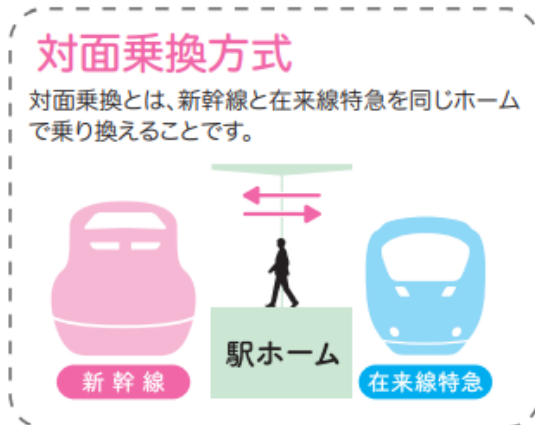 対面乗換方式
対面乗換とは、新幹線と在来線特急を同じホーム
で乗り換えることです。
駅ホーム
新幹線
在来線特急